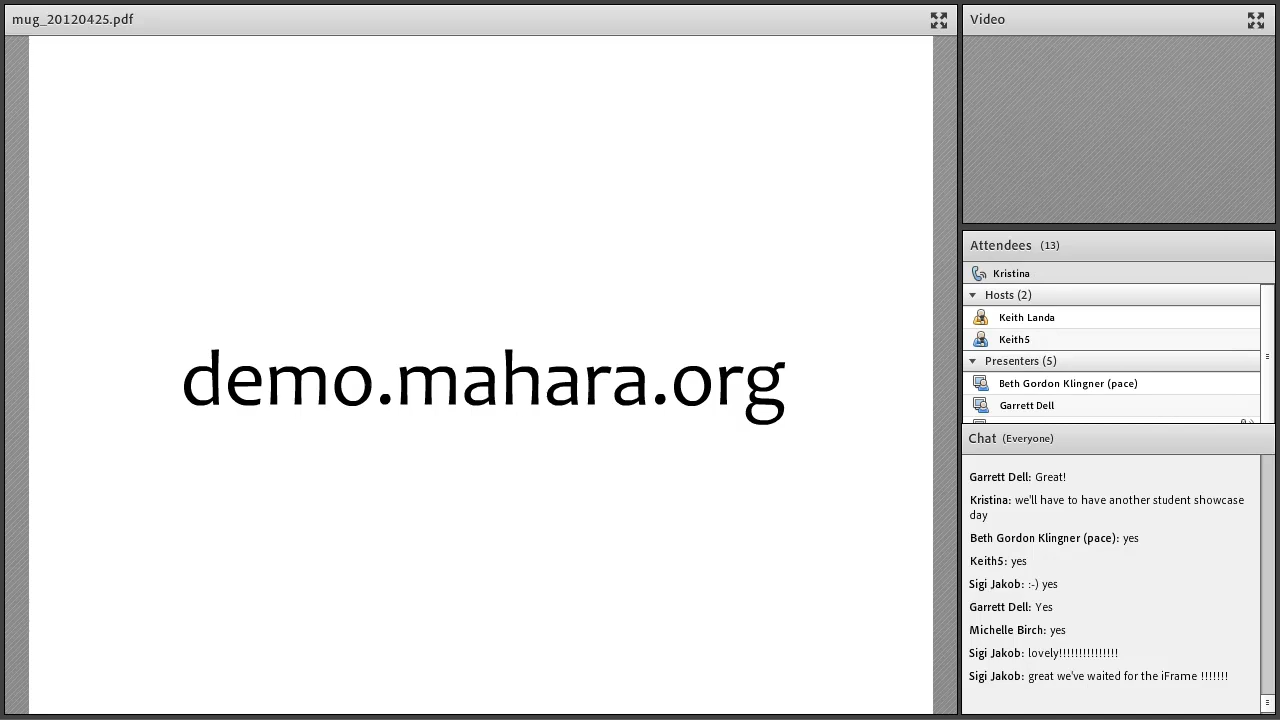 mug_20120425.pdf
demo.mahara.org
Video
Attendees (13)
Kristina
Hosts (2)
Keith Landa
Keith5
Presenters (5)
Beth Gordon Klingner (pace)
Garrett Dell
Chat (Everyone)
Garrett Dell: Great!
Kristina: we'll have to have another student showcase
day
Beth Gordon Klingner (pace): yes
Keith5: yes
Sigi Jakob: :-) yes
Garrett Dell: Yes
Michelle Birch: yes
Sigi Jakob: lovely!!!!!!!!!!!!!!!
Sigi Jakob: great we've waited for the iFrame !!!!!!!